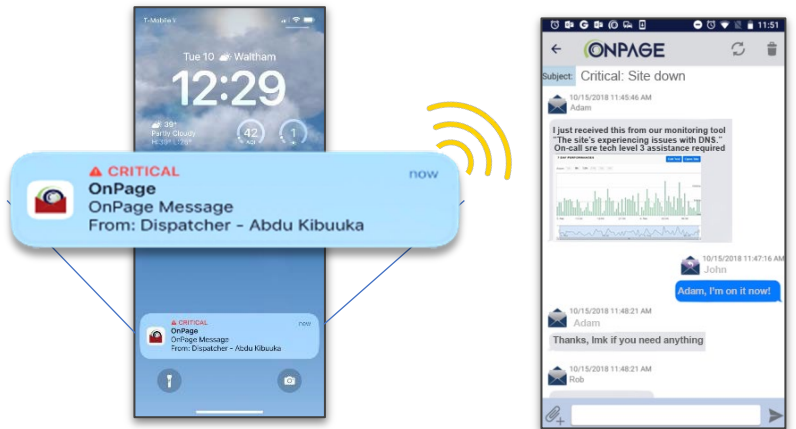 T-Mobile
Tue 10 Waltham
12:29
39°
Partly Cloudy
42
AQI
1
CRITICAL
now
OnPage
OnPage Message
From: Dispatcher - Abdu Kibuuka
CRITICAL
now
OnPage
OnPage Message
From: Dispatcher - Abdu Kibuuka
11:51
ONPAGE
Subject: Critical: Site down
10/15/2018 11:45:46 AM
Adam
I just received this from our monitoring tool
"The site's experiencing issues with DNS."
On-call sre tech level 3 assistance required
10/15/2018 11:47:16 AM
John
Adam, I'm on it now!
10/15/2018 11:48:21 AM
Adam
Thanks, lmk if you need anything
10/15/2018 11:48:21 AM
Rob